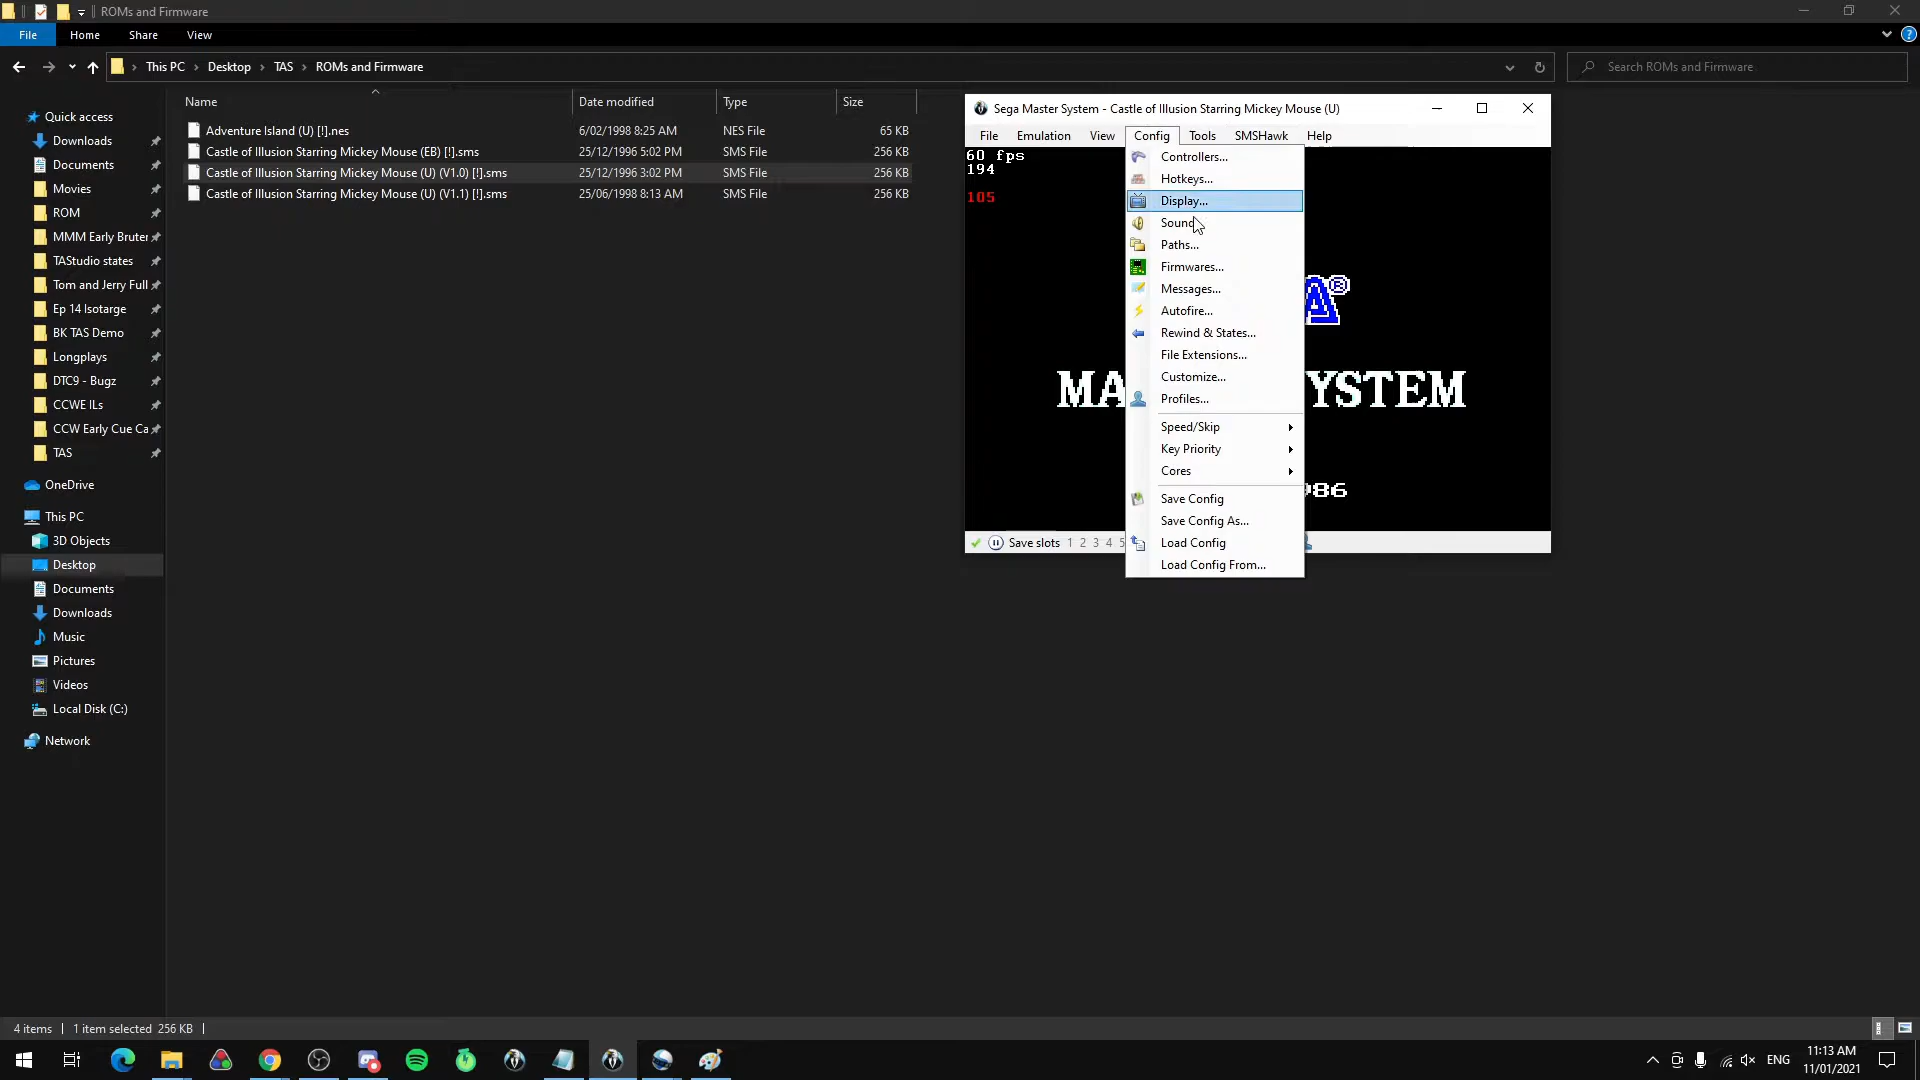 ROMs and Firmware
File Home Share View
This PC Desktop TAS ROMs and Firmware Search ROMs and Firmware
Name Date modified Type Size
Adventure Island (U) [!].nes 6/02/1998 8:25 AM NES File 65 KB
Castle of Illusion Starring Mickey Mouse (EB) [!].sms 25/12/1996 5:02 PM SMS File 256 KB
Castle of Illusion Starring Mickey Mouse (U) (V1.0) [!].sms 25/12/1996 3:02 PM SMS File 256 KB
Castle of Illusion Starring Mickey Mouse (U) (V1.1) [!].sms 25/06/1998 8:13 AM SMS File 256 KB
Quick access
Downloads
Documents
Movies
ROM
MMM Early Bruter
TAStudio states
Tom and Jerry Full
Ep 14 Isotarge
BK TAS Demo
Longplays
DTC9 - Bugz
CCWE ILs
CCW Early Cue Ca
TAS
OneDrive
This PC
3D Objects
Desktop
Documents
Downloads
Music
Pictures
Videos
Local Disk (C:)
Network
Sega Master System - Castle of Illusion Starring Mickey Mouse (U)
File Emulation View Config Tools SMSHawk Help
60 fps
194
105
A®
MA YSTEM
986
Save slots 1 2 3 4 5
Controllers...
Hotkeys...
Display...
Sound
Paths...
Firmwares...
Messages...
Autofire...
Rewind & States...
File Extensions...
Customize...
Profiles...
Speed/Skip
Key Priority
Cores
Save Config
Save Config As...
Load Config
Load Config From...
4 items 1 item selected 256 KB
ENG
11:13 AM
11/01/2021